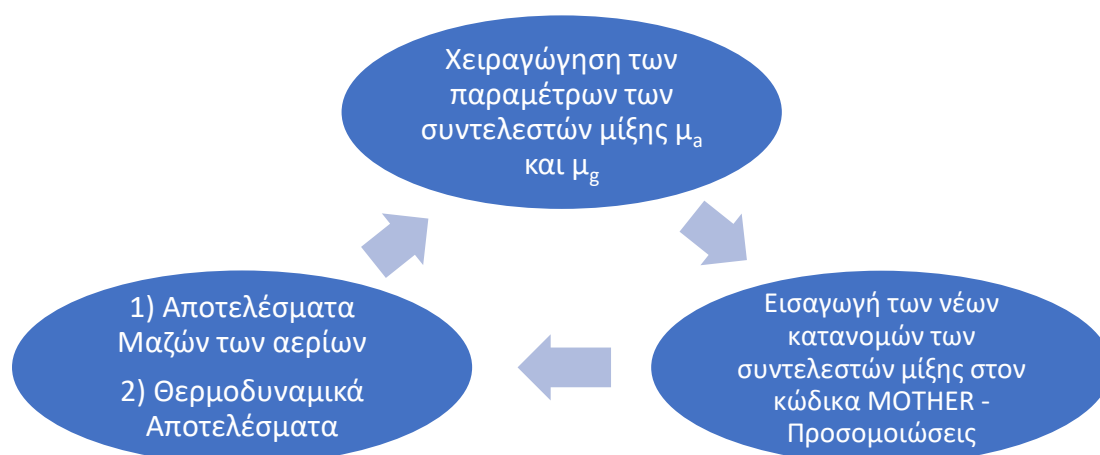 Χειραγώγηση των
παραμέτρων των
συντελεστών μίξης μₐ
και μg
Εισαγωγή των νέων
κατανομών των
συντελεστών μίξης στον
κώδικα MOTHER -
Προσομοιώσεις
1) Αποτελέσματα
Μαζών των αερίων
2) Θερμοδυναμικά
Αποτελέσματα